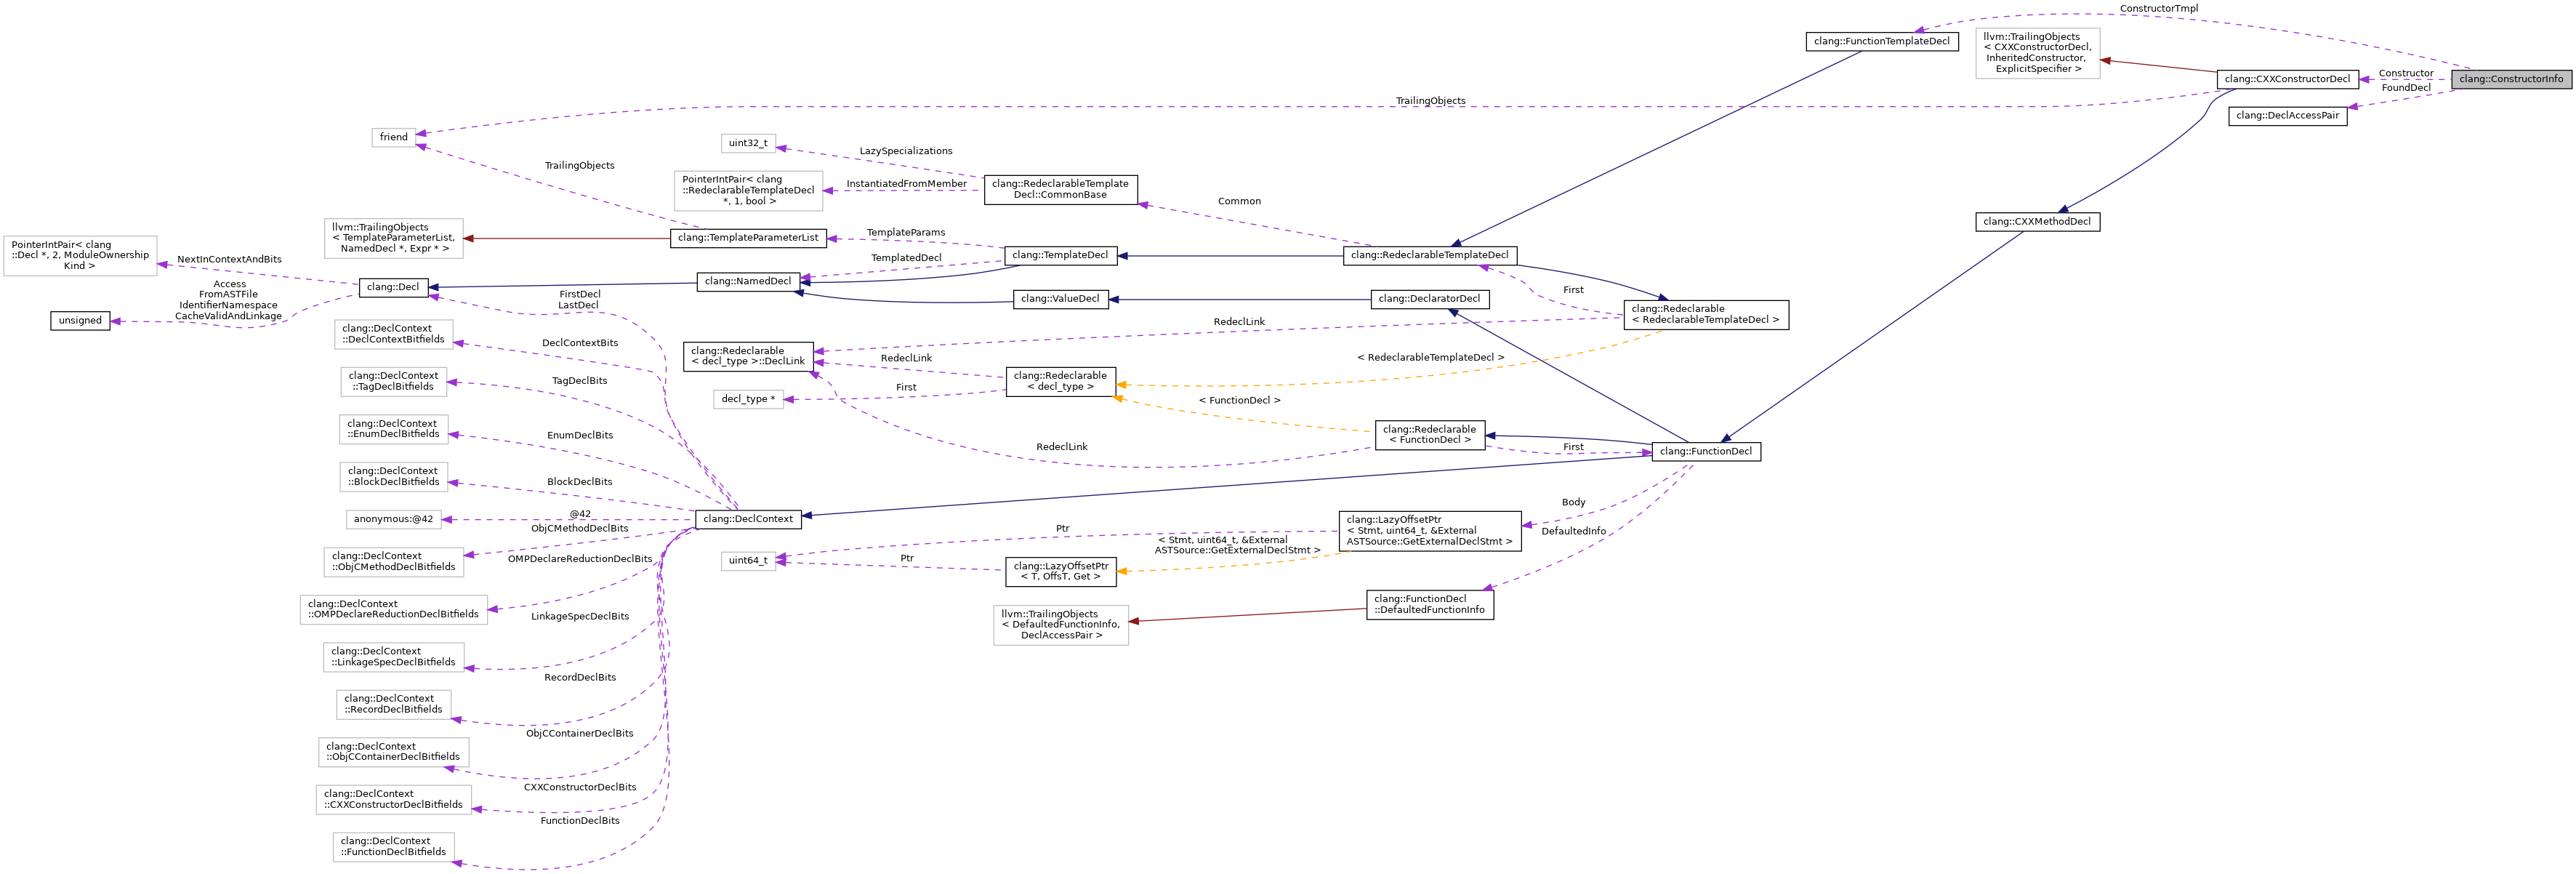 ConstructorTmpl
clang::FunctionTemplateDecl
llvm::TrailingObjects
< CXXConstructorDecl,
InheritedConstructor,
ExplicitSpecifier >
clang::CXXConstructorDecl
Constructor
clang::ConstructorInfo
FoundDecl
clang::DeclAccessPair
TrailingObjects
friend
uint32_t
LazySpecializations
TrailingObjects
PointerIntPair< clang
::RedeclarableTemplateDecl
*, 1, bool >
InstantiatedFromMember
clang::RedeclarableTemplate
Decl::CommonBase
Common
clang::CXXMethodDecl
llvm::TrailingObjects
< TemplateParameterList,
NamedDecl *, Expr * >
clang::TemplateParameterList
TemplateParams
clang::TemplateDecl
clang::RedeclarableTemplateDecl
TemplatedDecl
PointerIntPair< clang
::Decl *, 2, ModuleOwnership
Kind >
NextInContextAndBits
clang::Decl
clang::NamedDecl
Access
FromASTFile
IdentifierNamespace
CacheValidAndLinkage
unsigned
FirstDecl
LastDecl
clang::ValueDecl
clang::DeclaratorDecl
First
clang::Redeclarable
< RedeclarableTemplateDecl >
RedeclLink
clang::DeclContext
::DeclContextBitfields
DeclContextBits
clang::Redeclarable
< decl_type >::DeclLink
RedeclLink
< RedeclarableTemplateDecl >
clang::DeclContext
::TagDeclBitfields
TagDeclBits
clang::Redeclarable
< decl_type >
First
decl_type *
< FunctionDecl >
clang::DeclContext
::EnumDeclBitfields
EnumDeclBits
clang::Redeclarable
< FunctionDecl >
RedeclLink
First
clang::FunctionDecl
clang::DeclContext
::BlockDeclBitfields
BlockDeclBits
anonymous:@42
@42
clang::DeclContext
Body
clang::LazyOffsetPtr
< Stmt, uint64_t, &External
ASTSource::GetExternalDeclStmt >
DefaultedInfo
ObjCMethodDeclBits
clang::DeclContext
::ObjCMethodDeclBitfields
OMPDeclareReductionDeclBits
uint64_t
Ptr
< Stmt, uint64_t, &External
ASTSource::GetExternalDeclStmt >
Ptr
clang::LazyOffsetPtr
< T, OffsT, Get >
clang::DeclContext
::OMPDeclareReductionDeclBitfields
LinkageSpecDeclBits
llvm::TrailingObjects
< DefaultedFunctionInfo,
DeclAccessPair >
clang::FunctionDecl
::DefaultedFunctionInfo
clang::DeclContext
::LinkageSpecDeclBitfields
RecordDeclBits
clang::DeclContext
::RecordDeclBitfields
ObjCContainerDeclBits
clang::DeclContext
::ObjCContainerDeclBitfields
CXXConstructorDeclBits
clang::DeclContext
::CXXConstructorDeclBitfields
FunctionDeclBits
clang::DeclContext
::FunctionDeclBitfields